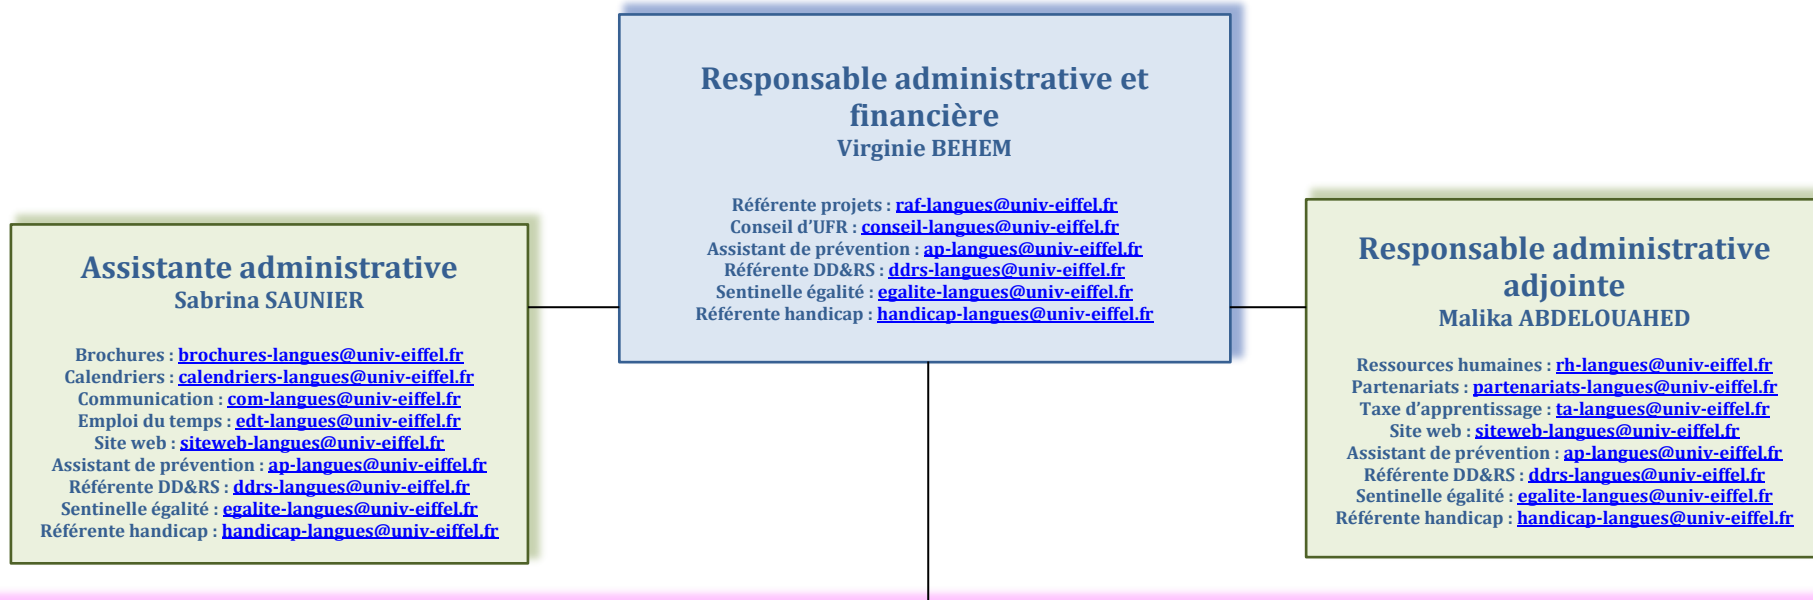 Responsable administrative et
financière
Virginie BEHEM
Référente projets : raf-langues@univ-eiffel.fr
Conseil d’UFR : conseil-langues@univ-eiffel.fr
Assistant de prévention : ap-langues@univ-eiffel.fr
Référente DD&RS : ddrs-langues@univ-eiffel.fr
Sentinelle égalité : egalite-langues@univ-eiffel.fr
Référente handicap : handicap-langues@univ-eiffel.fr
Assistante administrative
Sabrina SAUNIER
Brochures : brochures-langues@univ-eiffel.fr
Calendriers : calendriers-langues@univ-eiffel.fr
Communication : com-langues@univ-eiffel.fr
Emploi du temps : edt-langues@univ-eiffel.fr
Site web : siteweb-langues@univ-eiffel.fr
Assistant de prévention : ap-langues@univ-eiffel.fr
Référente DD&RS : ddrs-langues@univ-eiffel.fr
Sentinelle égalité : egalite-langues@univ-eiffel.fr
Référente handicap : handicap-langues@univ-eiffel.fr
Responsable administrative
adjointe
Malika ABDELOUAHED
Ressources humaines : rh-langues@univ-eiffel.fr
Partenariats : partenariats-langues@univ-eiffel.fr
Taxe d’apprentissage : ta-langues@univ-eiffel.fr
Site web : siteweb-langues@univ-eiffel.fr
Assistant de prévention : ap-langues@univ-eiffel.fr
Référente DD&RS : ddrs-langues@univ-eiffel.fr
Sentinelle égalité : egalite-langues@univ-eiffel.fr
Référente handicap : handicap-langues@univ-eiffel.fr